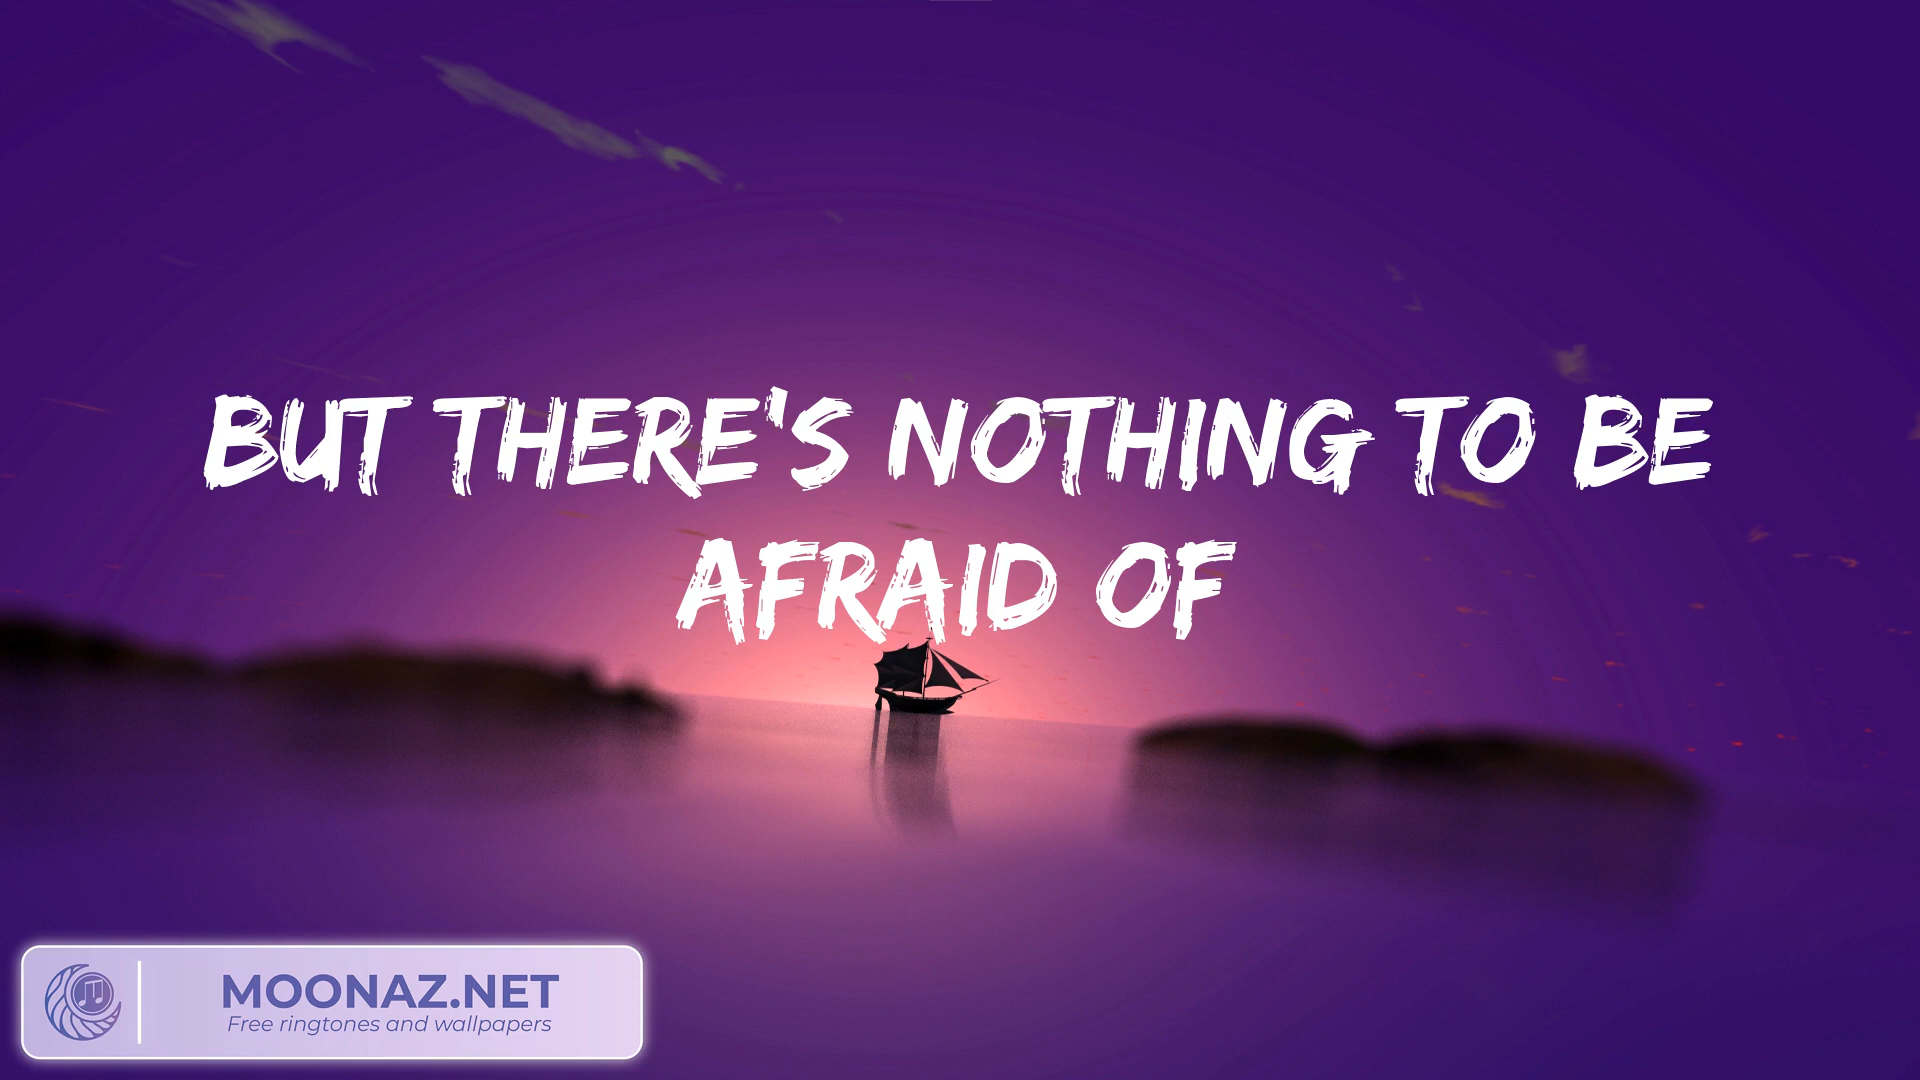 BUT THERE'S NOTHING TO BE
AFRAID OF
MOONAZ.NET
Free ringtones and wallpapers